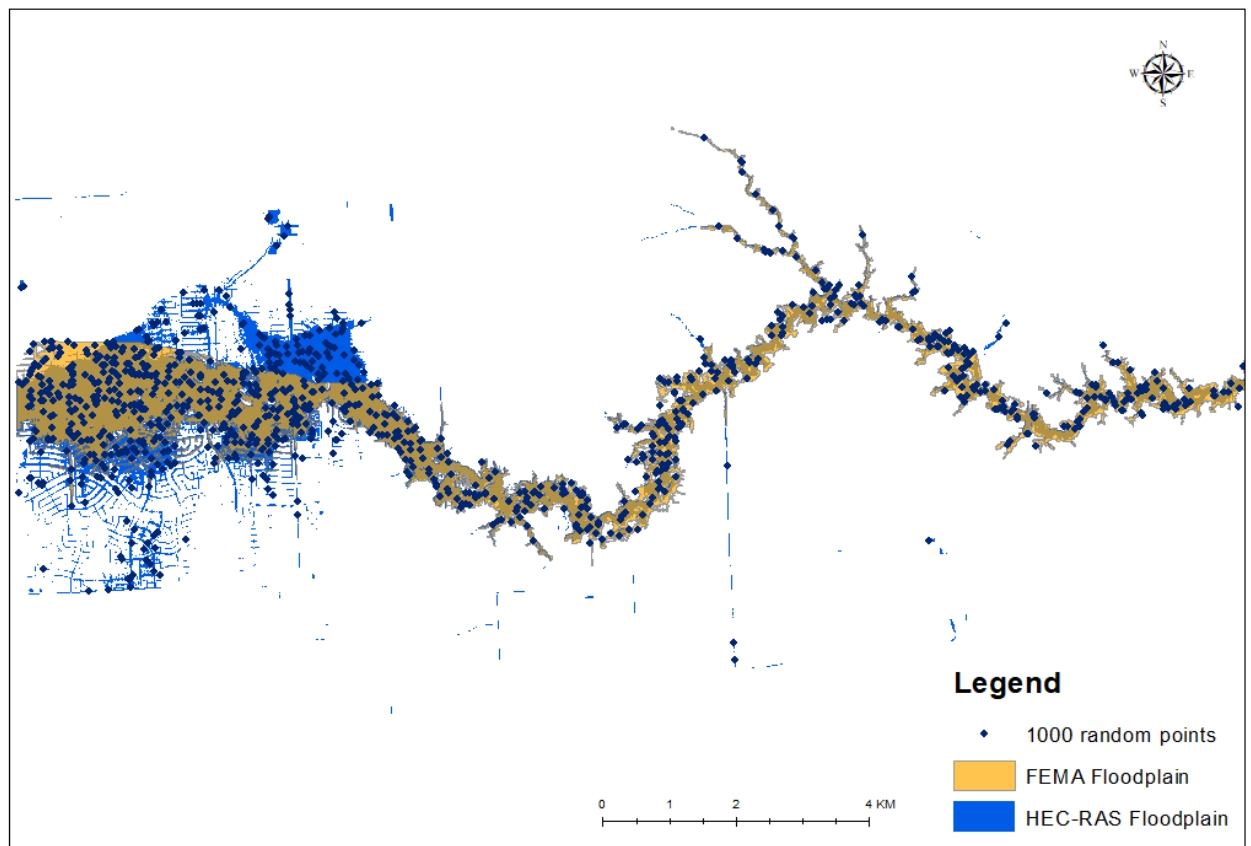 N
W E
S
Legend
1000 random points
FEMA Floodplain
HEC-RAS Floodplain
0 1 2 4 KM